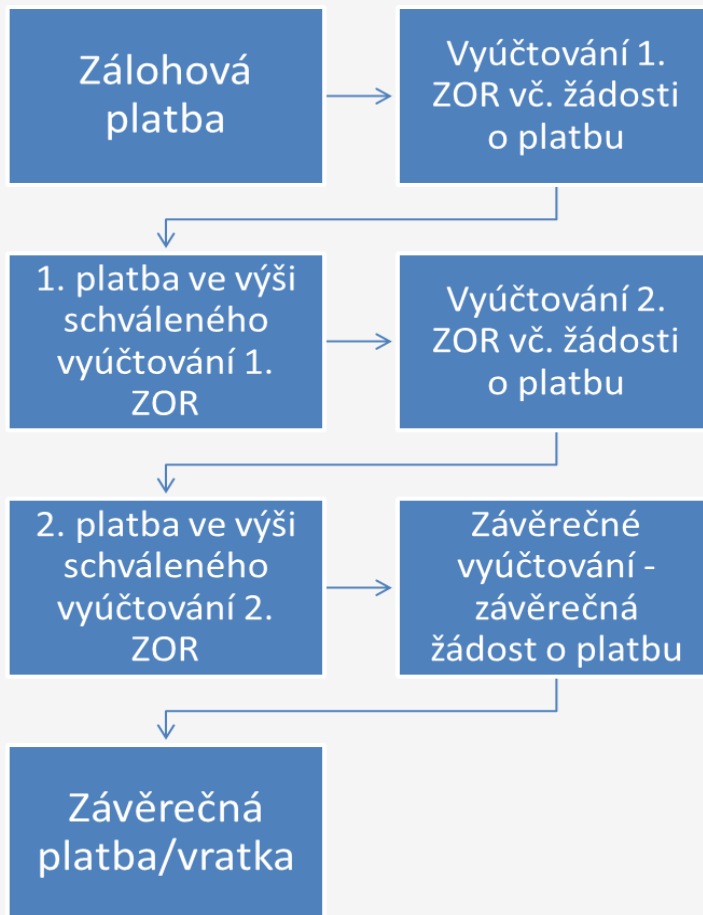 Zálohová
platba
Vyúčtování 1.
ZOR vč. žádosti
o platbu
1. platba ve výši
schváleného
vyúčtování 1.
ZOR
Vyúčtování 2.
ZOR vč. žádosti
o platbu
2. platba ve výši
schváleného
vyúčtování 2.
ZOR
Závěrečné
vyúčtování -
závěrečná
žádost o platbu
Závěrečná
platba/vratka